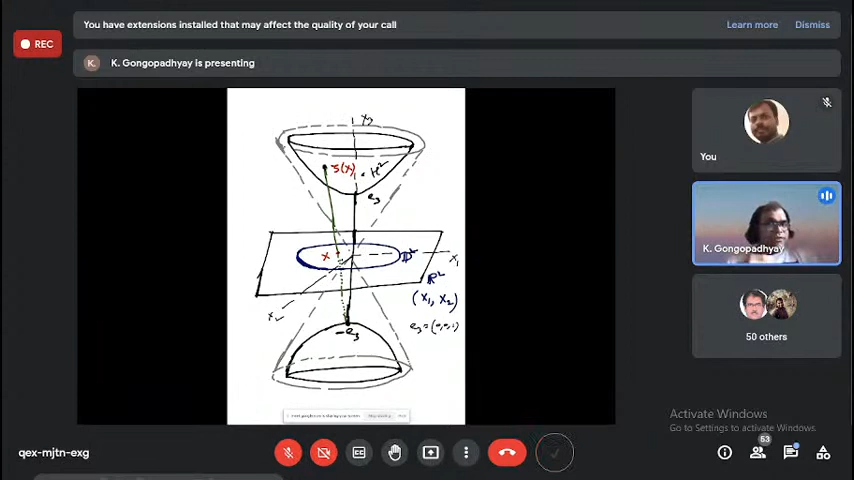 You have extensions installed that may affect the quality of your call
Learn more
Dismiss
REC
K.
K. Gongopadhyay is presenting
x₃
S(x)
H²
e₃
x
D²
x₁
R²
(x₁, x₂)
x₂
e₃ = (0,0,1)
-e₃
You
K. Gongopadhyay
50 others
Activate Windows
Go to Settings to activate Windows.
qex-mjtn-exg
53